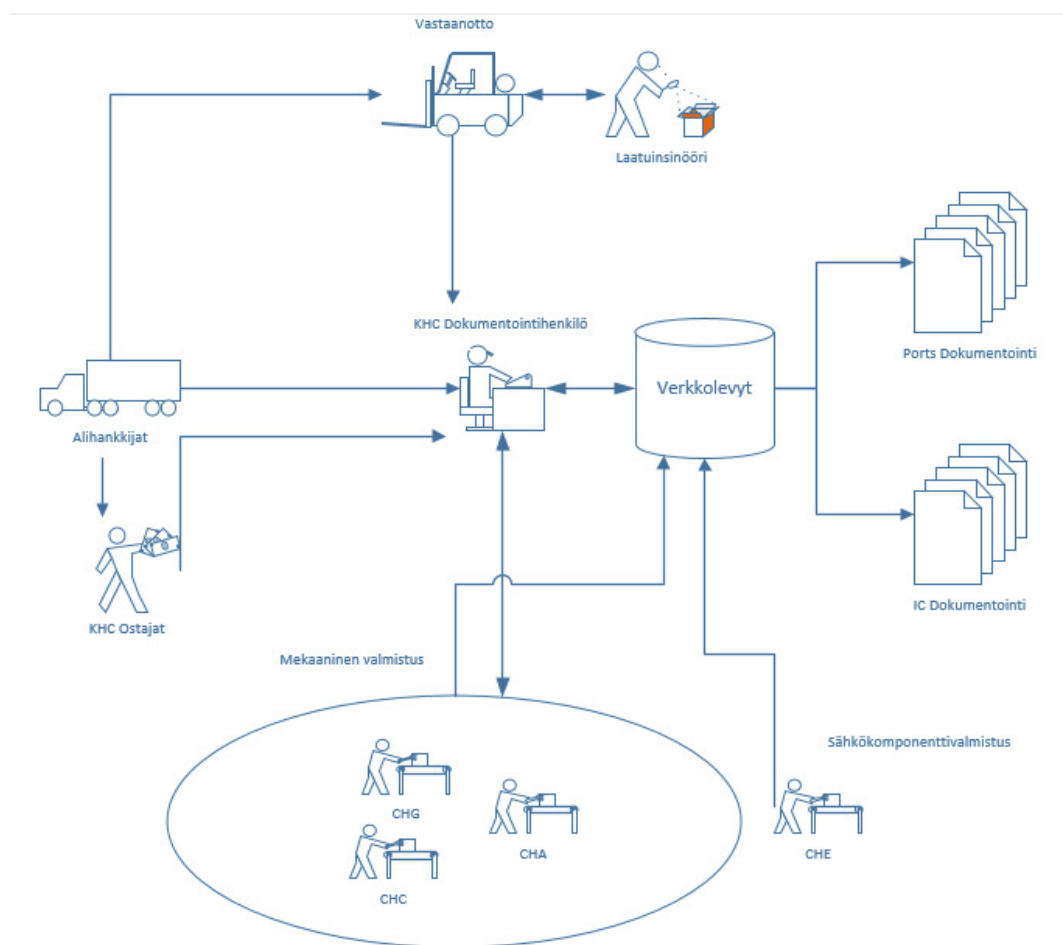 Vastaanotto
Laatuinsinööri
KHC Dokumentointihenkilö
Ports Dokumentointi
Verkkolevyt
Alihankkijat
IC Dokumentointi
KHC Ostajat
Mekaaninen valmistus
Sähkökomponenttivalmistus
CHG
CHA
CHE
CHC